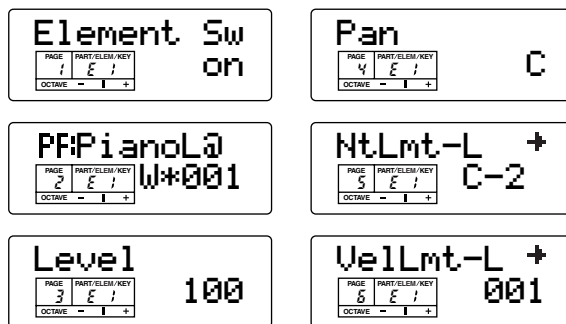 Element Sw
PAGE PART/ELEM/KEY
1 E 1 on
OCTAVE – +
PF:PianoL@
PAGE PART/ELEM/KEY
2 E 1 W*001
OCTAVE – +
Level
PAGE PART/ELEM/KEY
3 E 1 100
OCTAVE – +
Pan
PAGE PART/ELEM/KEY
4 E 1 C
OCTAVE – +
NtLmt-L +
PAGE PART/ELEM/KEY
5 E 1 C-2
OCTAVE – +
VelLmt-L +
PAGE PART/ELEM/KEY
6 E 1 001
OCTAVE – +